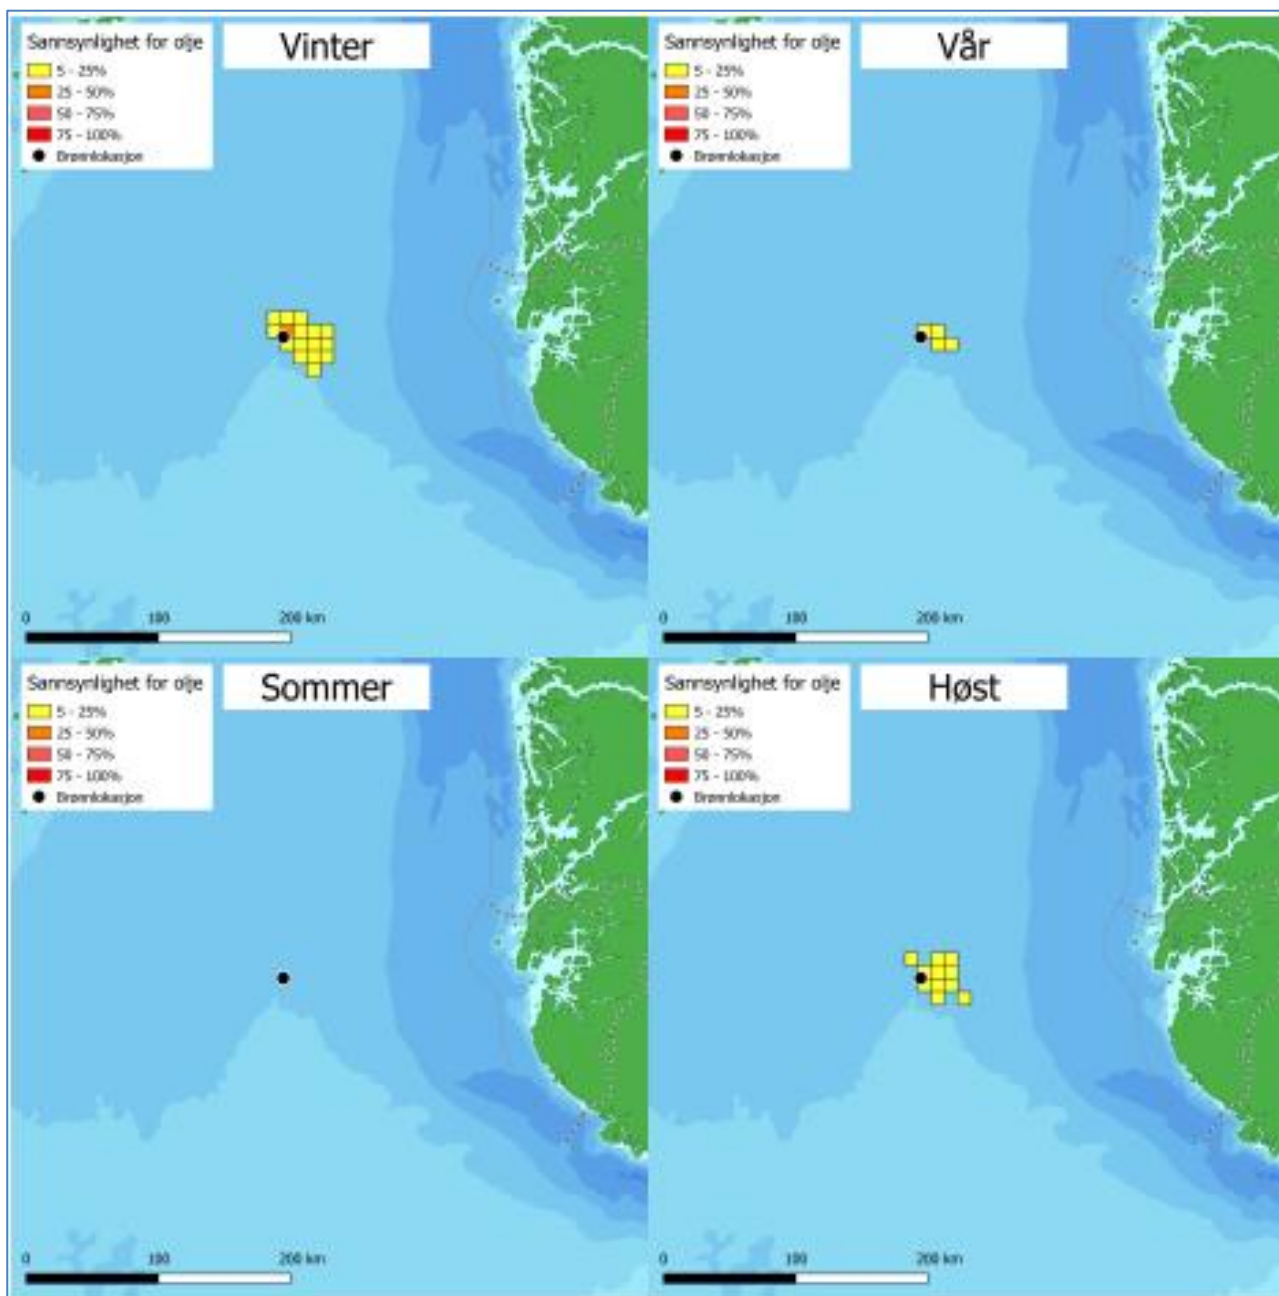 Sannsynlighet for olje
5 - 25%
25 - 50%
50 - 75%
75 - 100%
Brønnlokasjon
Vinter
0 100 200 km
Sannsynlighet for olje
5 - 25%
25 - 50%
50 - 75%
75 - 100%
Brønnlokasjon
Vår
0 100 200 km
Sannsynlighet for olje
5 - 25%
25 - 50%
50 - 75%
75 - 100%
Brønnlokasjon
Sommer
0 100 200 km
Sannsynlighet for olje
5 - 25%
25 - 50%
50 - 75%
75 - 100%
Brønnlokasjon
Høst
0 100 200 km